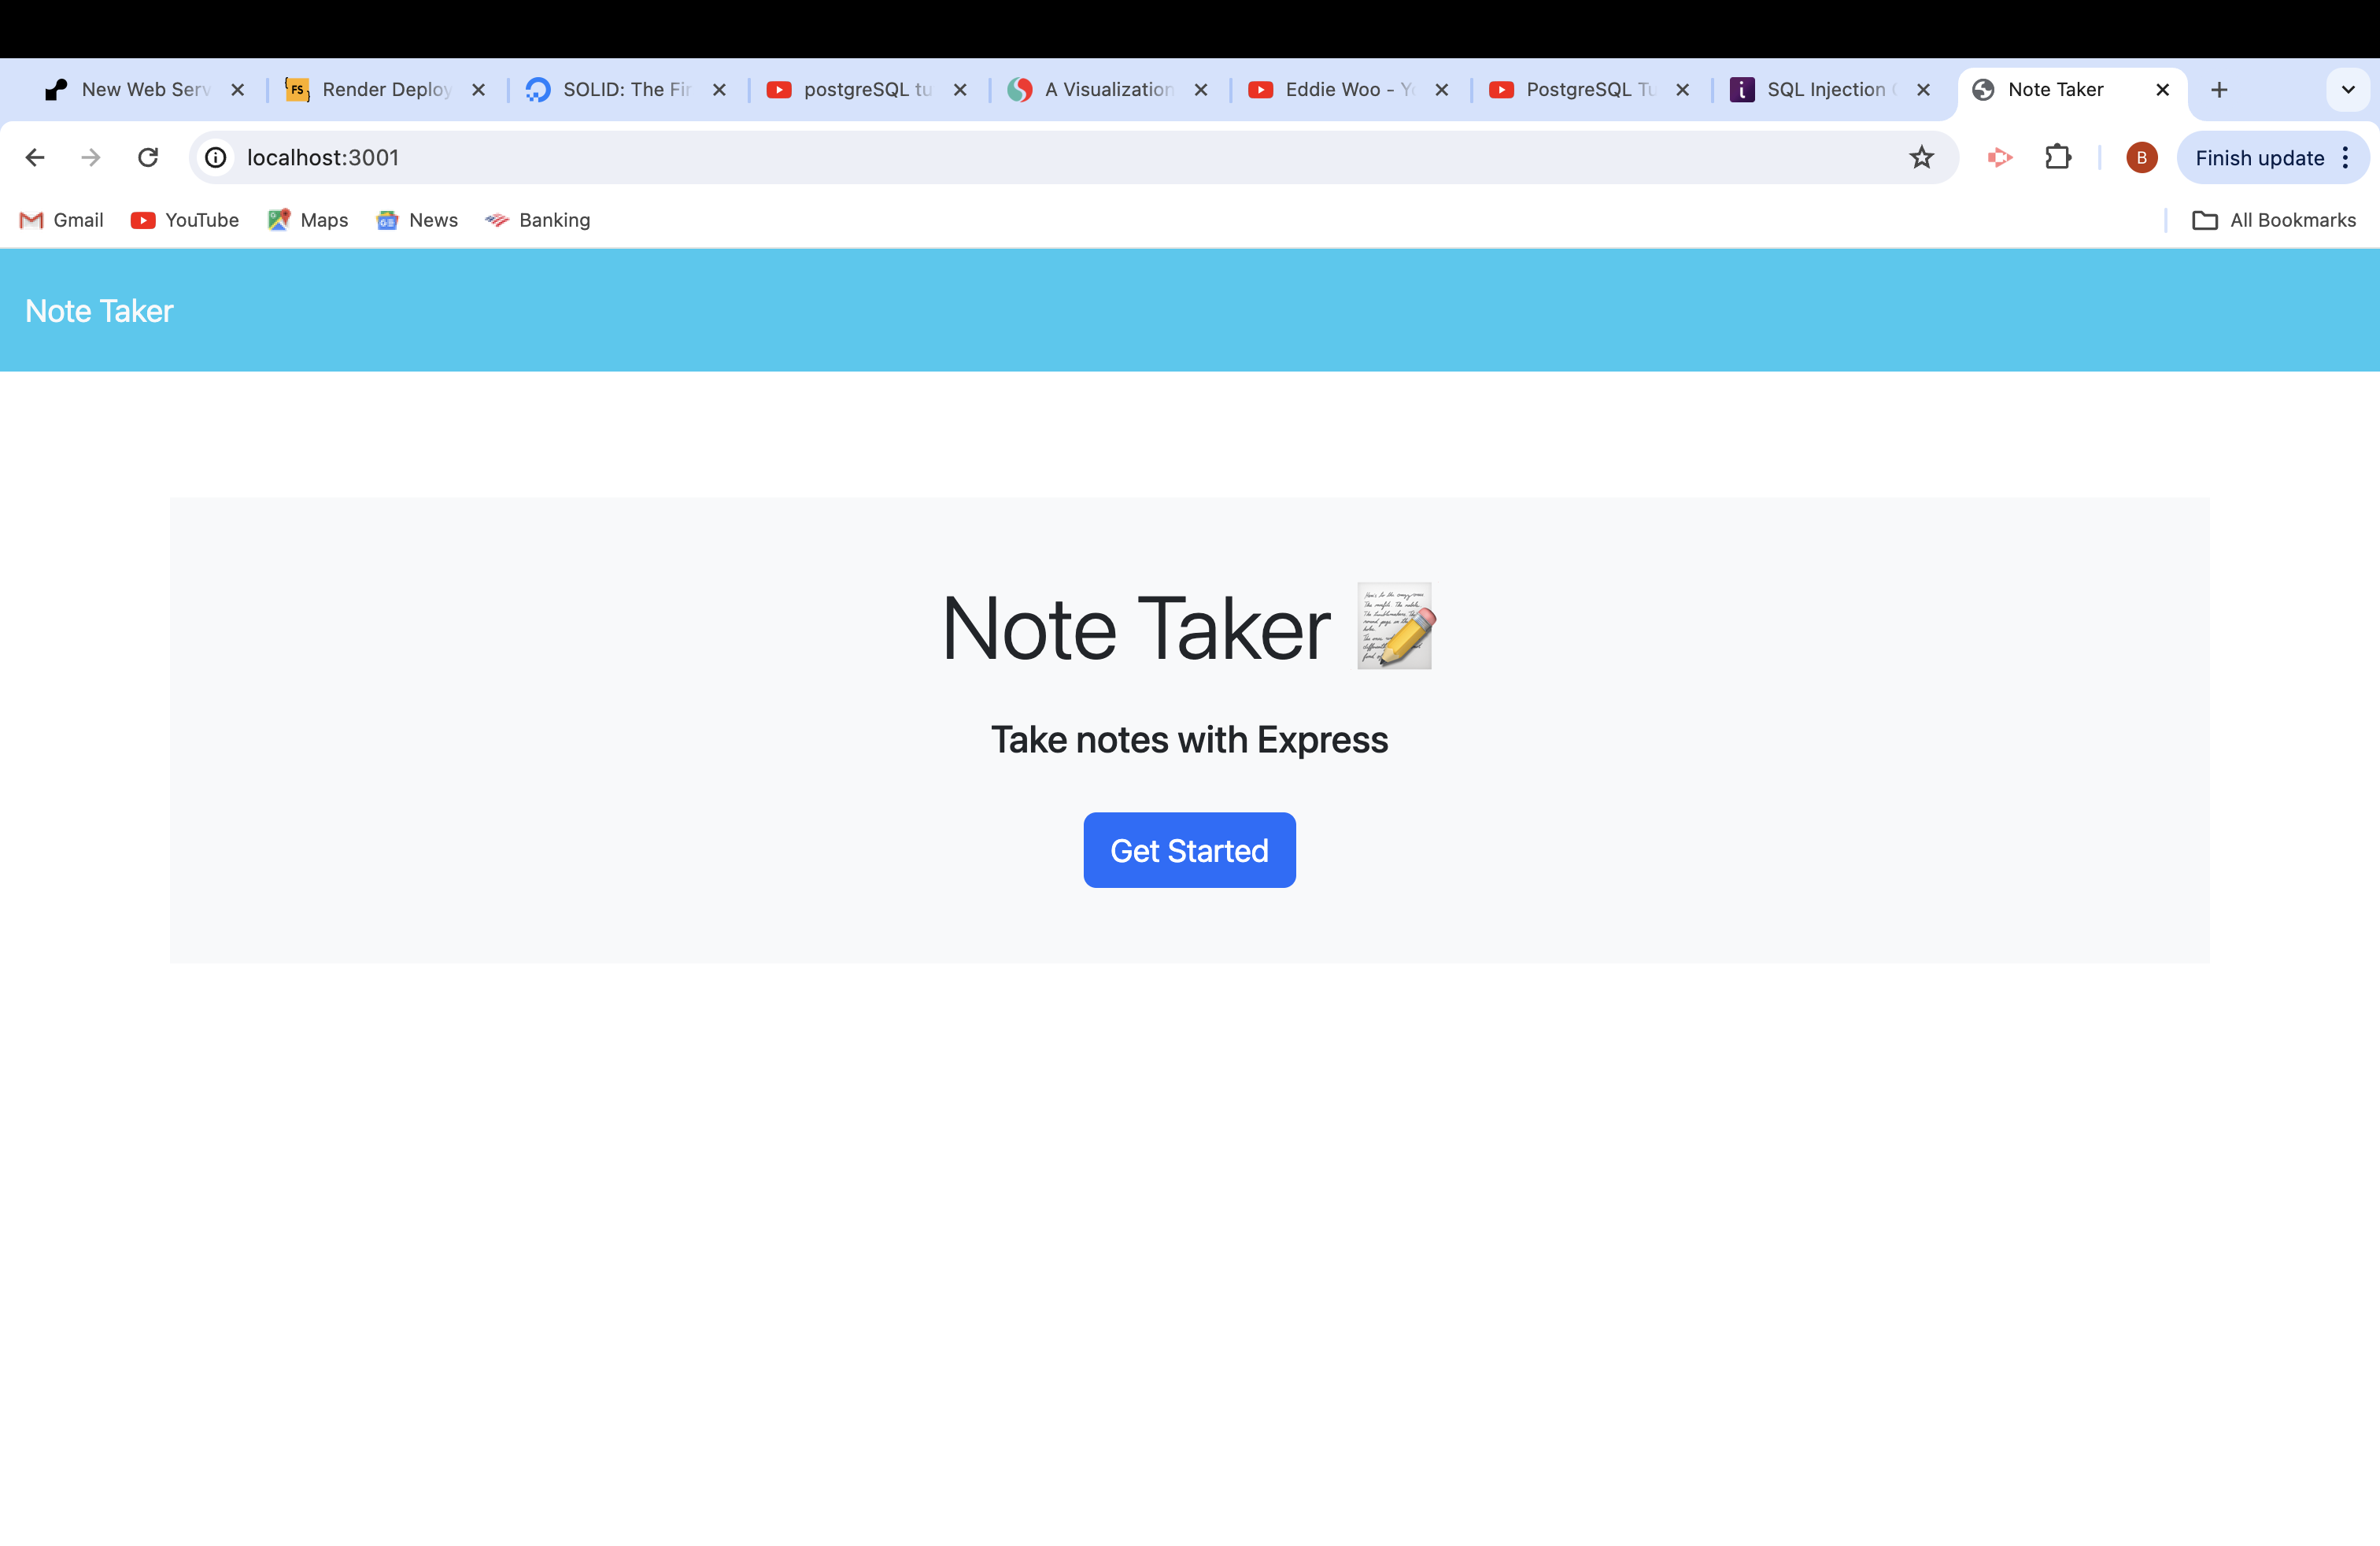 New Web Serv
FS Render Deploy
SOLID: The Fir
postgreSQL tu
A Visualization
Eddie Woo - Yo
PostgreSQL Tu
SQL Injection
Note Taker
localhost:3001
B
Finish update
Gmail
YouTube
Maps
News
Banking
All Bookmarks
Note Taker
Note Taker
Take notes with Express
Get Started